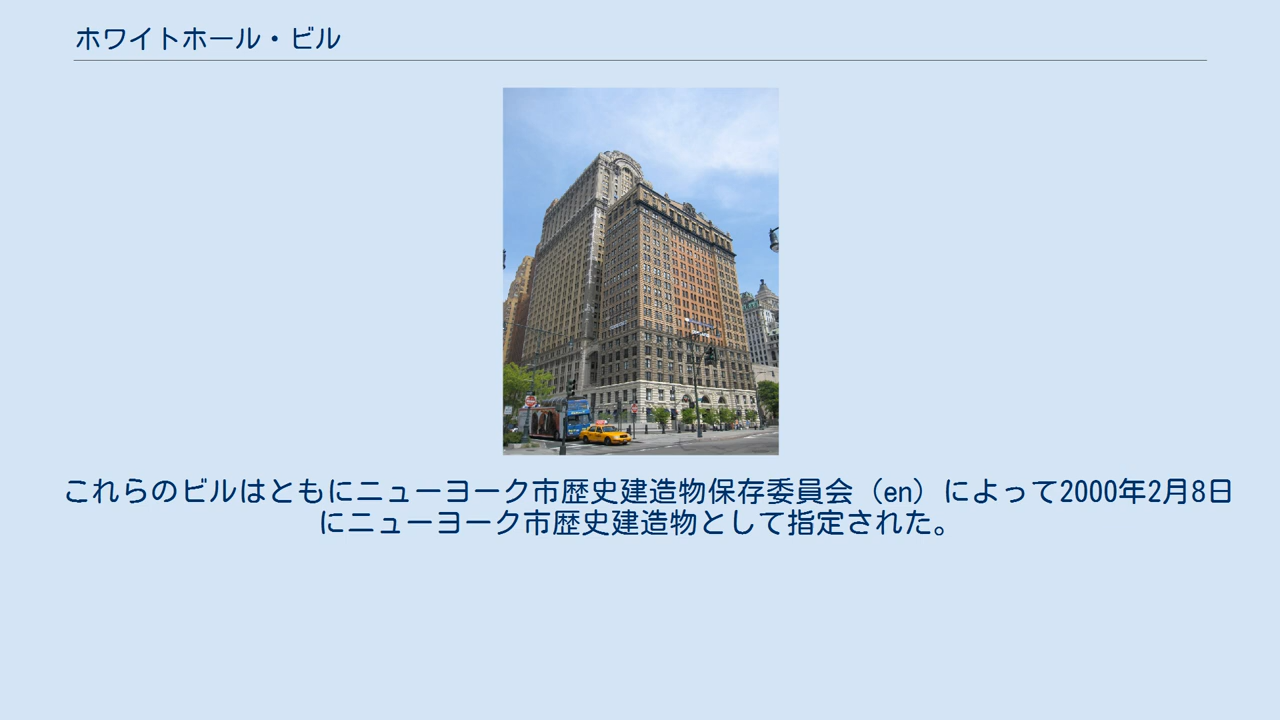 ホワイトホール・ビル
これらのビルはともにニューヨーク市歴史建造物保存委員会（en）によって2000年2月8日
にニューヨーク市歴史建造物として指定された。